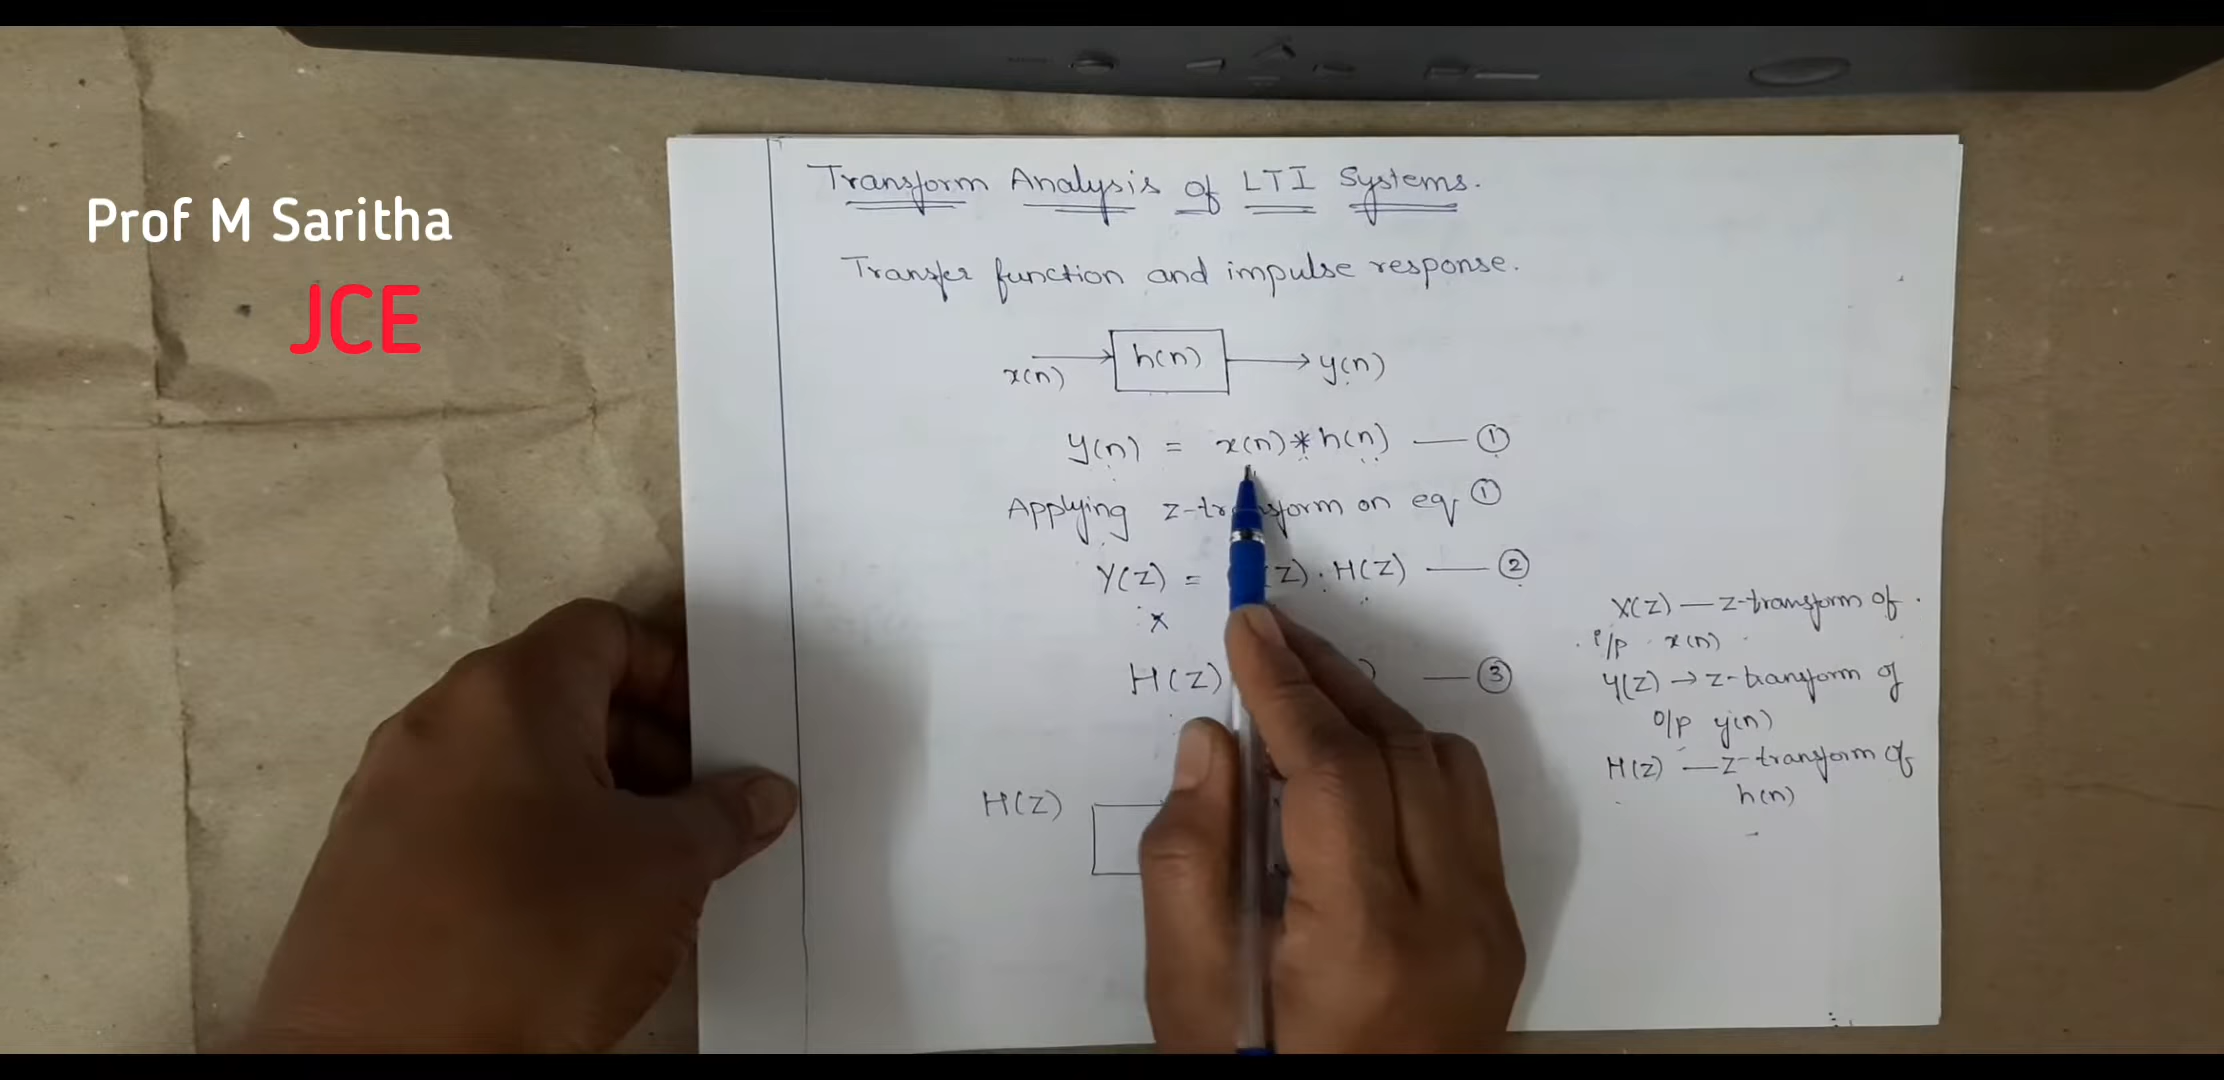 Prof M Saritha
JCE
Transform Analysis of LTI Systems.
Transfer function and impulse response.
x(n) h(n) y(n)
y(n) = x(n) * h(n) — ①
Applying z-transform on eq ①
Y(Z) = (Z) . H(Z) — ②
X
H(Z) ) — ③
H(Z)
X(Z) — Z-transform of
i/p x(n)
Y(Z) → Z-transform of
o/p y(n)
H(Z) — Z-transform of
h(n)